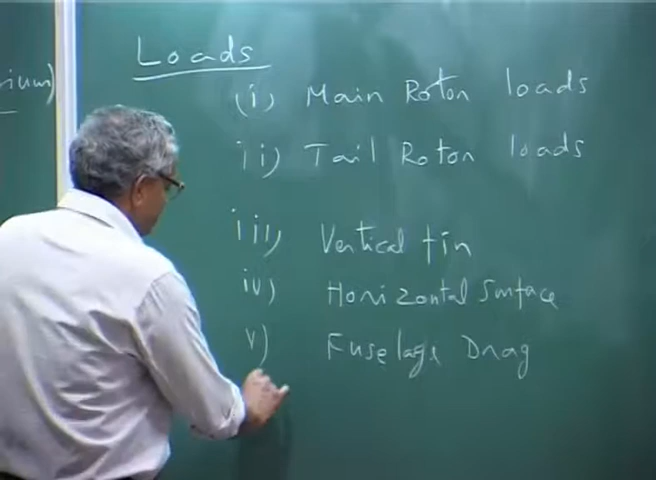 Loads
(i) Main Rotor loads
ii) Tail Rotor loads
iii) Vertical fin
iv) Horizontal Surface
v) Fuselage Drag